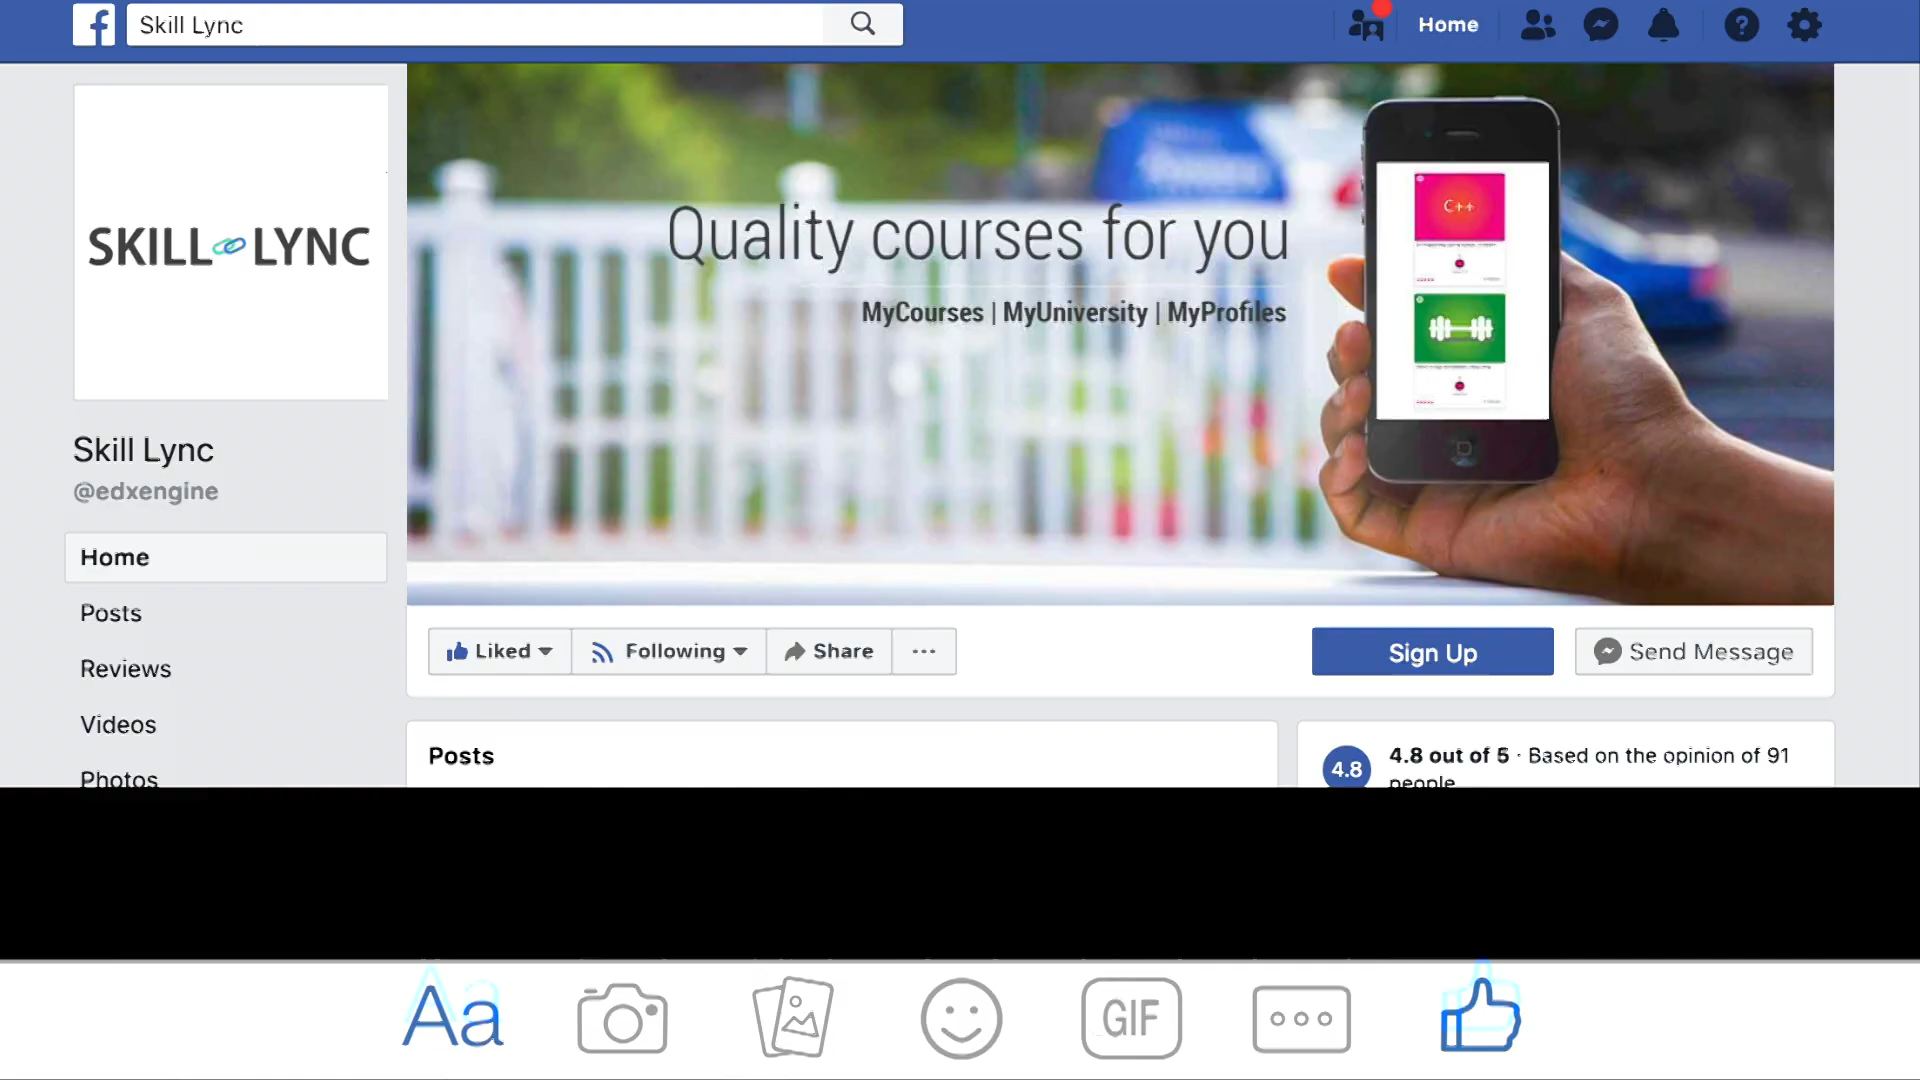 Skill Lync
Home
SKILL LYNC
Quality courses for you
MyCourses | MyUniversity | MyProfiles
C++
Skill Lync
@edxengine
Home
Posts
Reviews
Videos
Photos
Liked
Following
Share
Sign Up
Send Message
Posts
4.8
4.8 out of 5 · Based on the opinion of 91
people
Aa
GIF